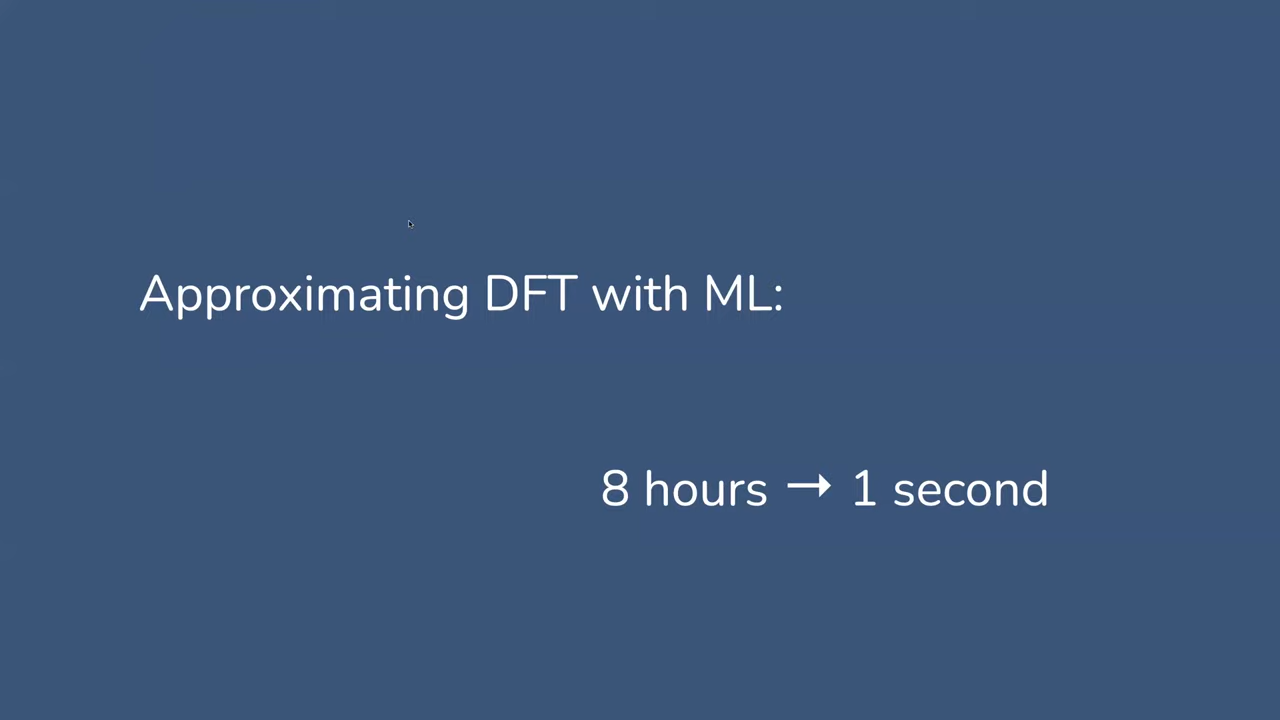 Approximating DFT with ML:
8 hours → 1 second